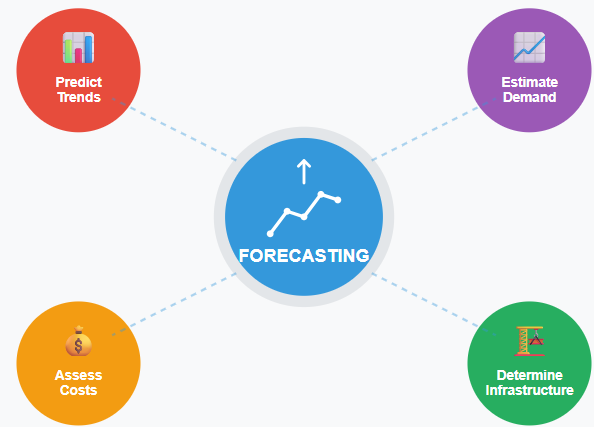 Predict
Trends
Estimate
Demand
FORECASTING
Assess
Costs
Determine
Infrastructure